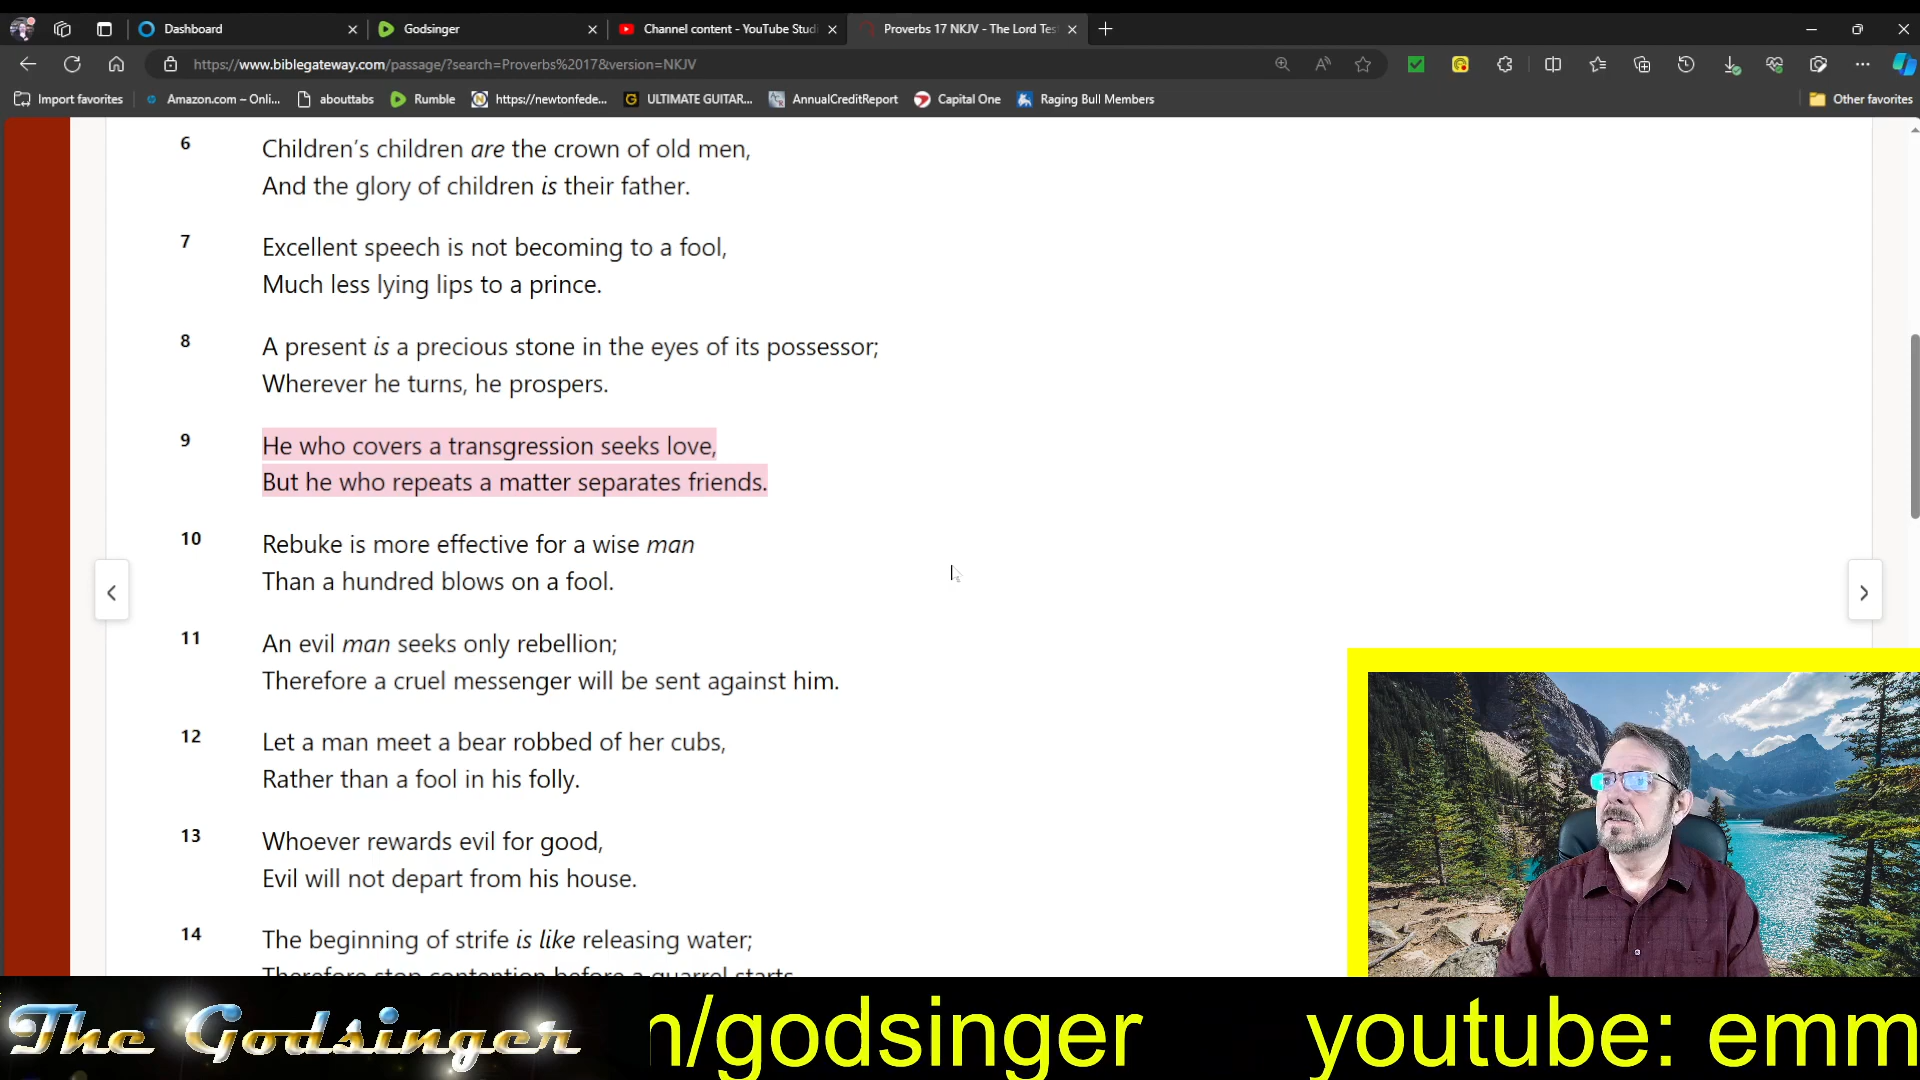 Dashboard
Godsinger
Channel content - YouTube Studi
Proverbs 17 NKJV - The Lord Tes
https://www.biblegateway.com/passage/?search=Proverbs%2017&version=NKJV
Import favorites
Amazon.com – Onli...
abouttabs
Rumble
https://newtonfede...
ULTIMATE GUITAR...
AnnualCreditReport
Capital One
Raging Bull Members
Other favorites
6 Children's children are the crown of old men,
And the glory of children is their father.
7 Excellent speech is not becoming to a fool,
Much less lying lips to a prince.
8 A present is a precious stone in the eyes of its possessor;
Wherever he turns, he prospers.
9 He who covers a transgression seeks love,
But he who repeats a matter separates friends.
10 Rebuke is more effective for a wise man
Than a hundred blows on a fool.
11 An evil man seeks only rebellion;
Therefore a cruel messenger will be sent against him.
12 Let a man meet a bear robbed of her cubs,
Rather than a fool in his folly.
13 Whoever rewards evil for good,
Evil will not depart from his house.
14 The beginning of strife is like releasing water;
Therefore stop contention before a quarrel starts
The Godsinger
n/godsinger
youtube: emm